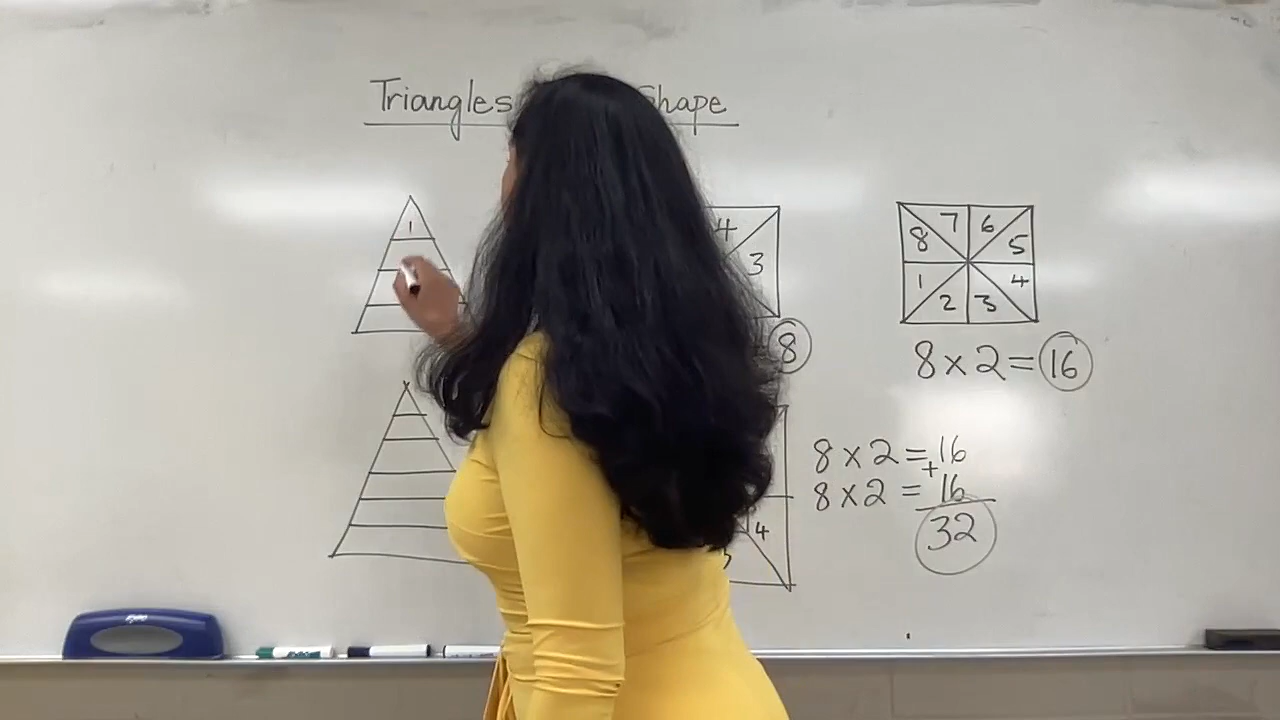 Triangles Shape
1
4
3
8
7 6
8 5
1 4
2 3
8 x 2 = 16
8 x 2 = 16
+
8 x 2 = 16
32
4
EXPO